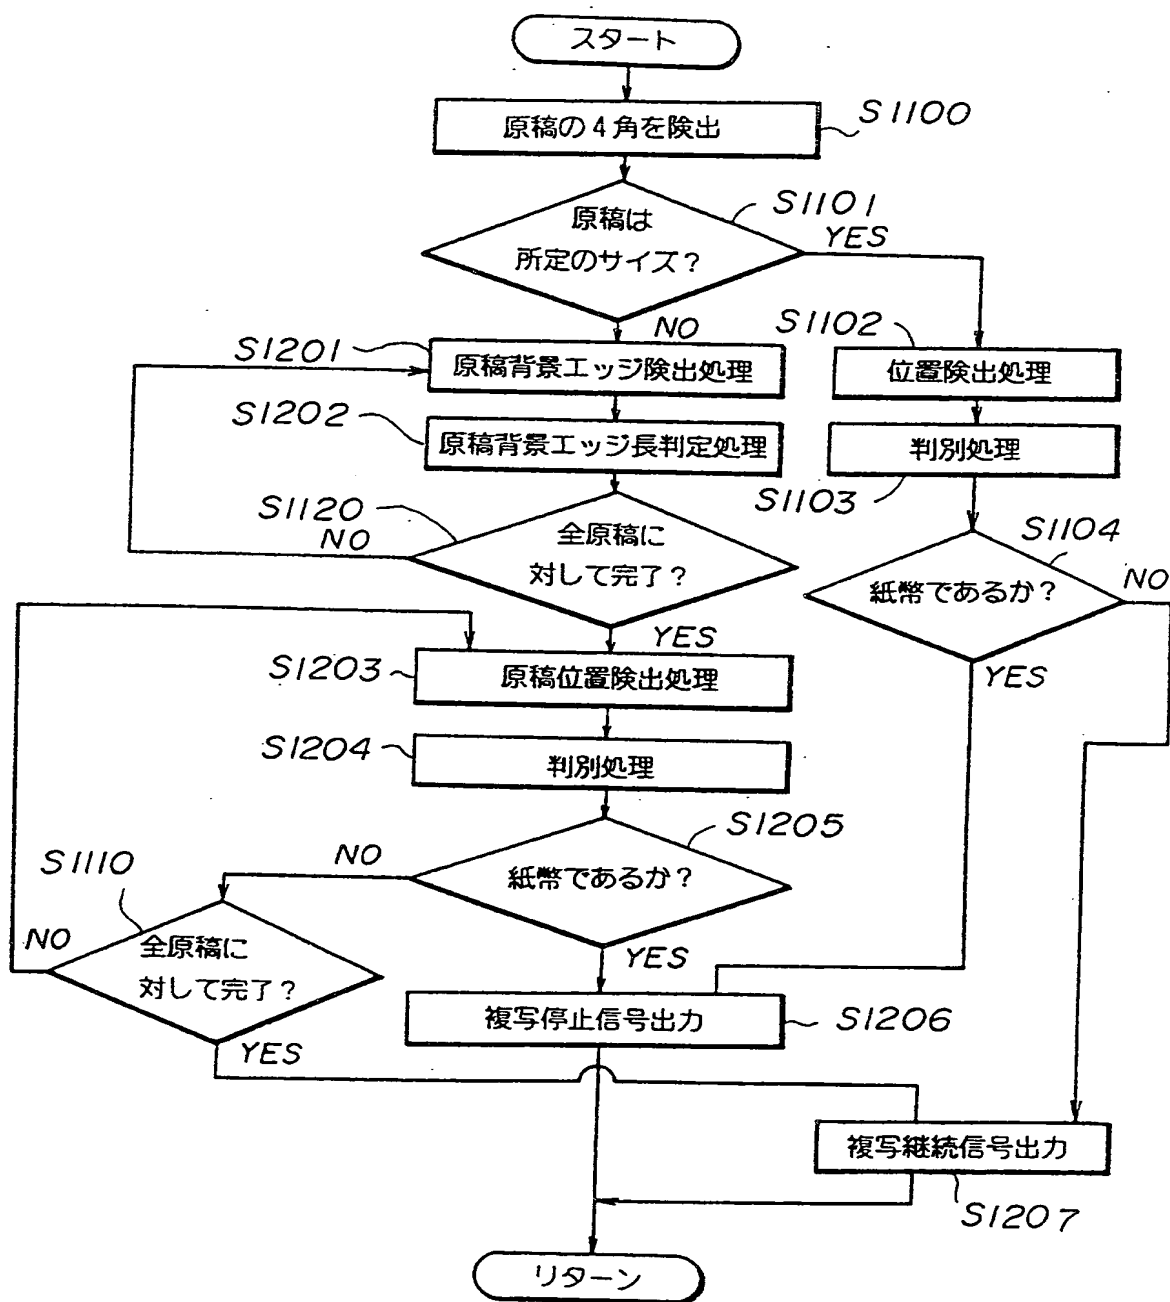 スタート
原稿の4角を検出
S1100
原稿は
所定のサイズ?
S1101
YES
NO
S1102
位置検出処理
判別処理
S1103
S1104
紙幣であるか?
NO
YES
S1201
原稿背景エッジ検出処理
S1202
原稿背景エッジ長判定処理
S1120
NO
全原稿に
対して完了?
YES
S1203
原稿位置検出処理
S1204
判別処理
S1205
紙幣であるか?
NO
YES
S1110
NO
全原稿に
対して完了?
YES
複写停止信号出力
S1206
複写継続信号出力
S1207
リターン